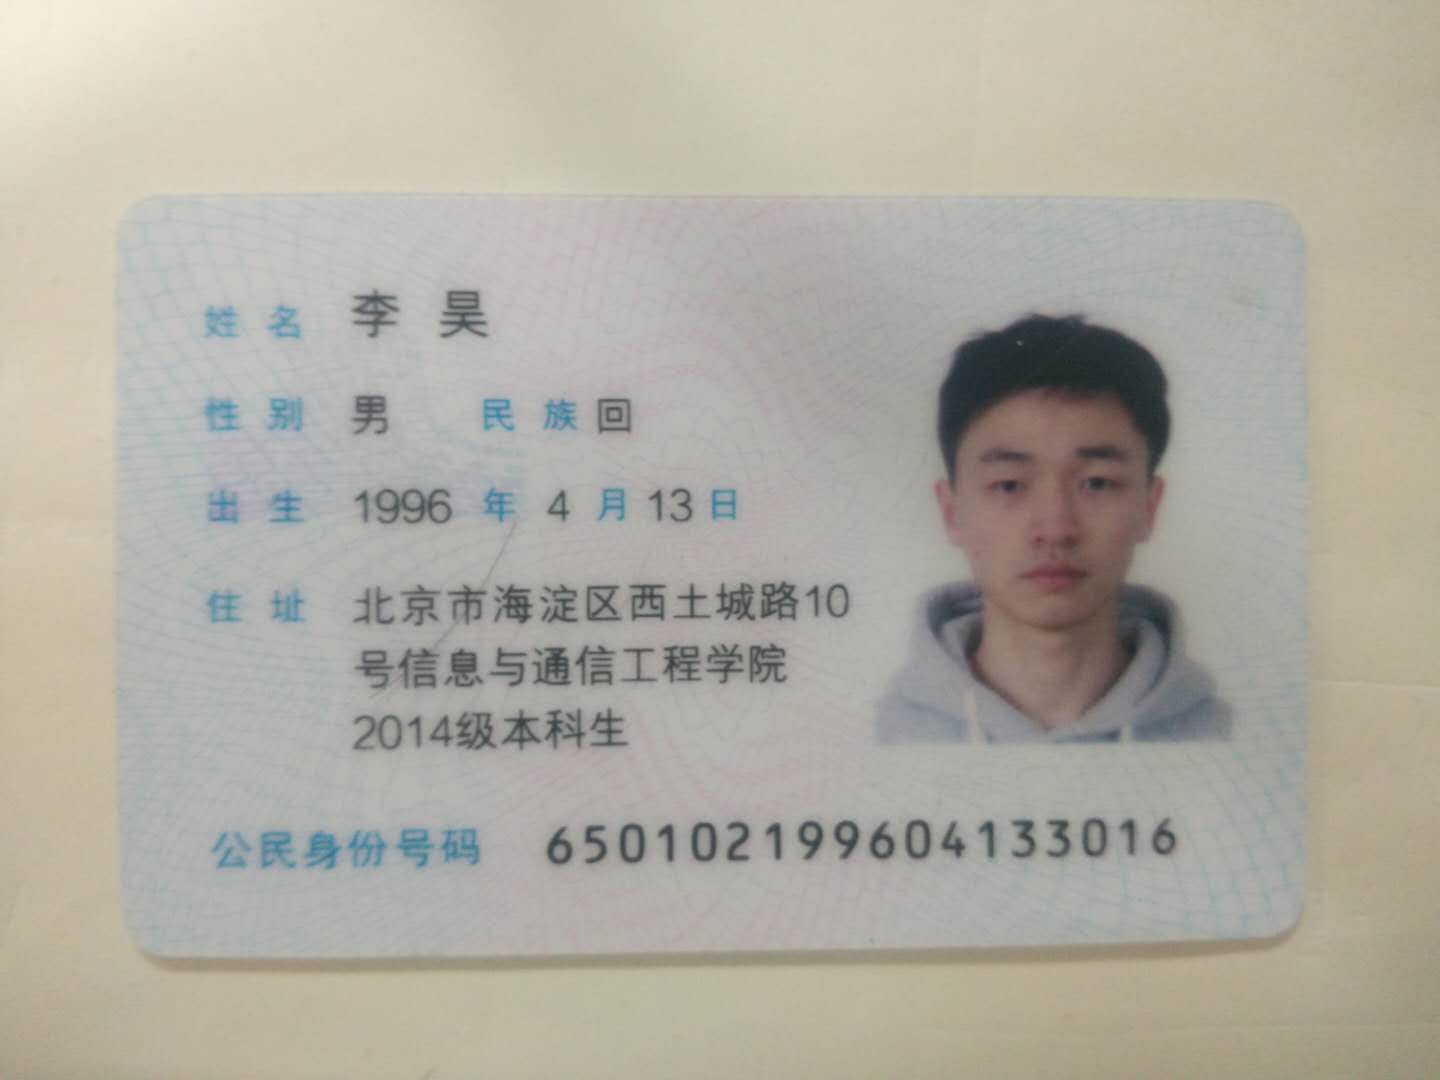 姓名 李昊
性别 男 民族 回
出生 1996 年 4 月 13 日
住址 北京市海淀区西土城路10
号信息与通信工程学院
2014级本科生
公民身份号码 650102199604133016